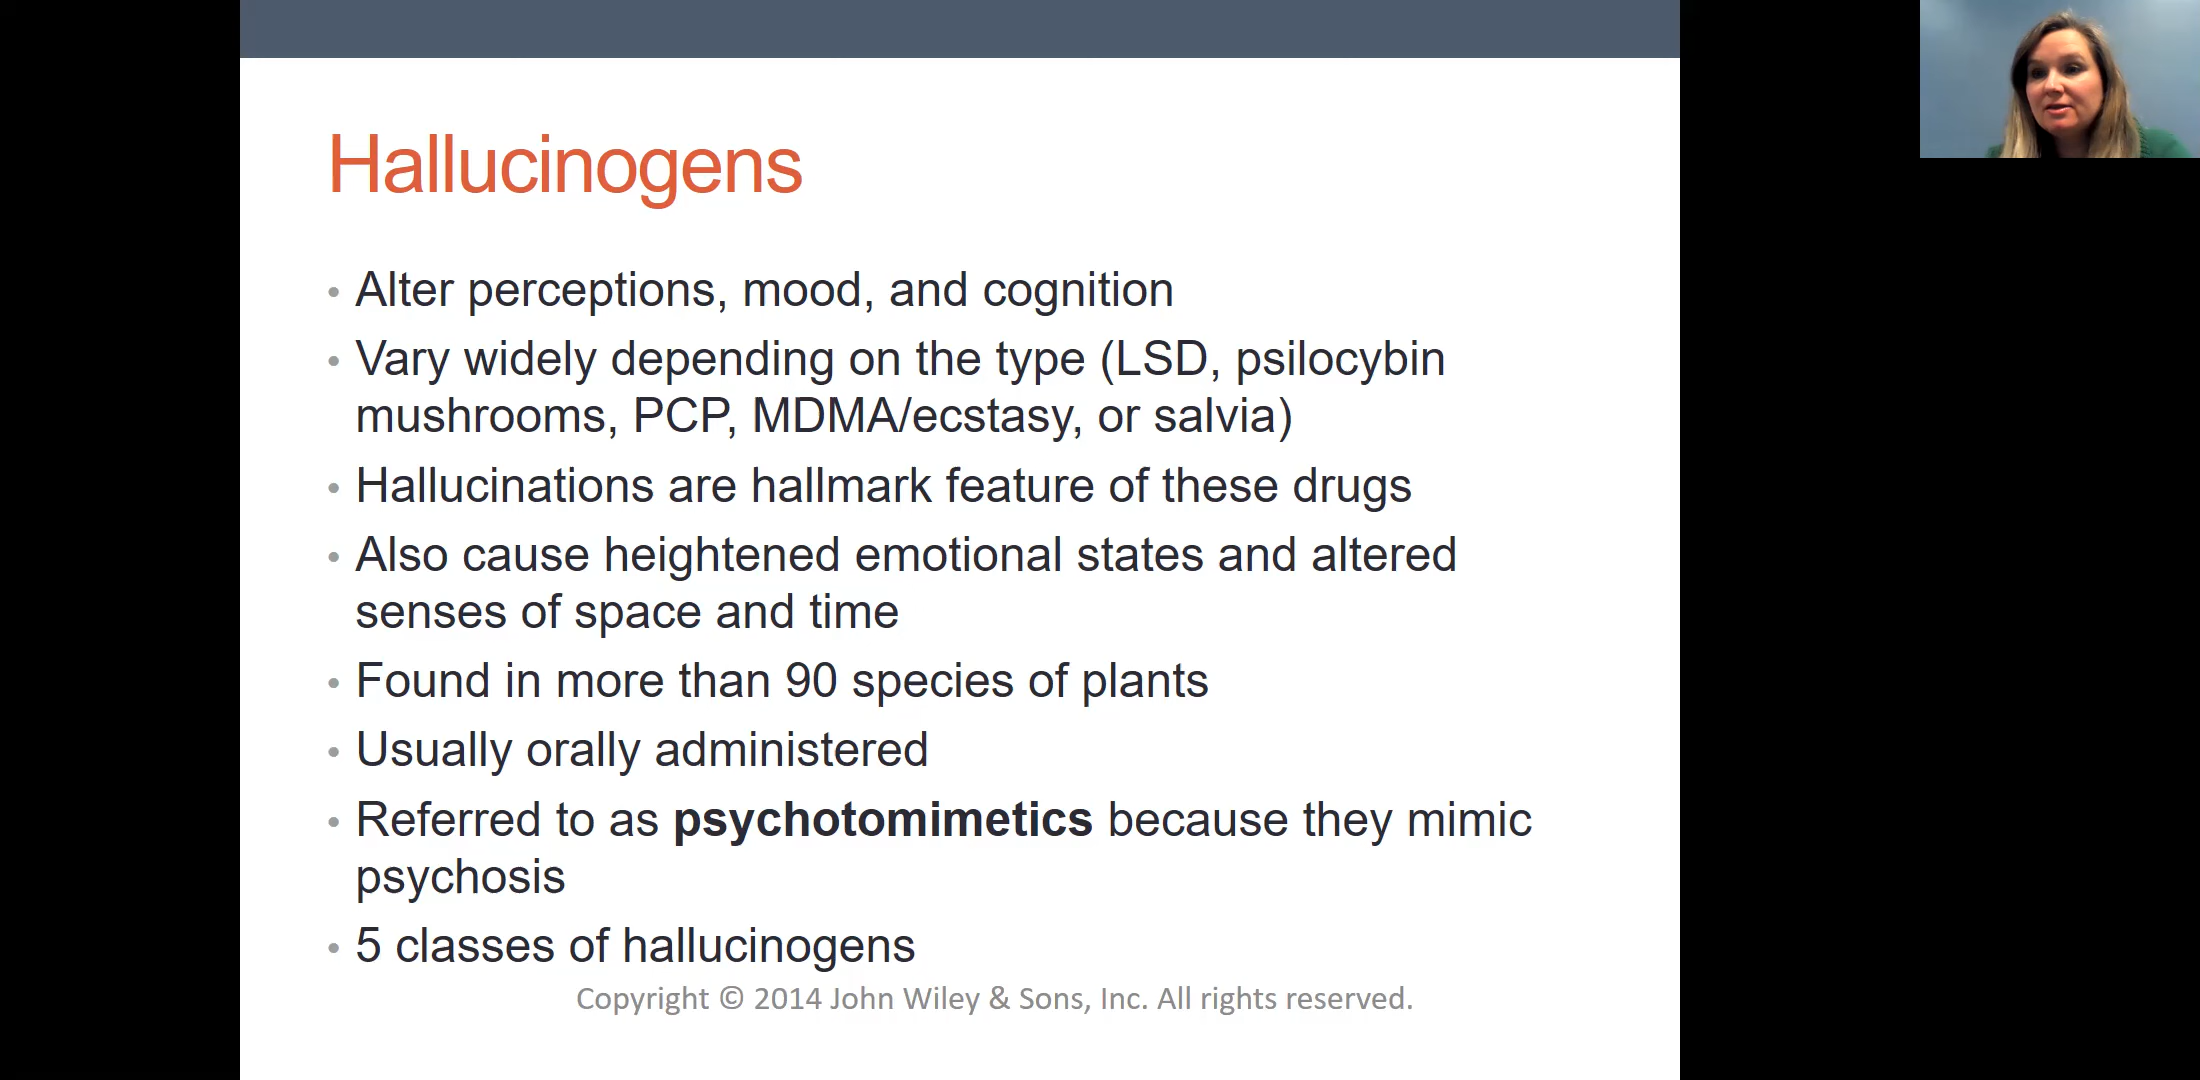 Hallucinogens
• Alter perceptions, mood, and cognition
• Vary widely depending on the type (LSD, psilocybin
mushrooms, PCP, MDMA/ecstasy, or salvia)
• Hallucinations are hallmark feature of these drugs
• Also cause heightened emotional states and altered
senses of space and time
• Found in more than 90 species of plants
• Usually orally administered
• Referred to as psychotomimetics because they mimic
psychosis
• 5 classes of hallucinogens
Copyright © 2014 John Wiley & Sons, Inc. All rights reserved.